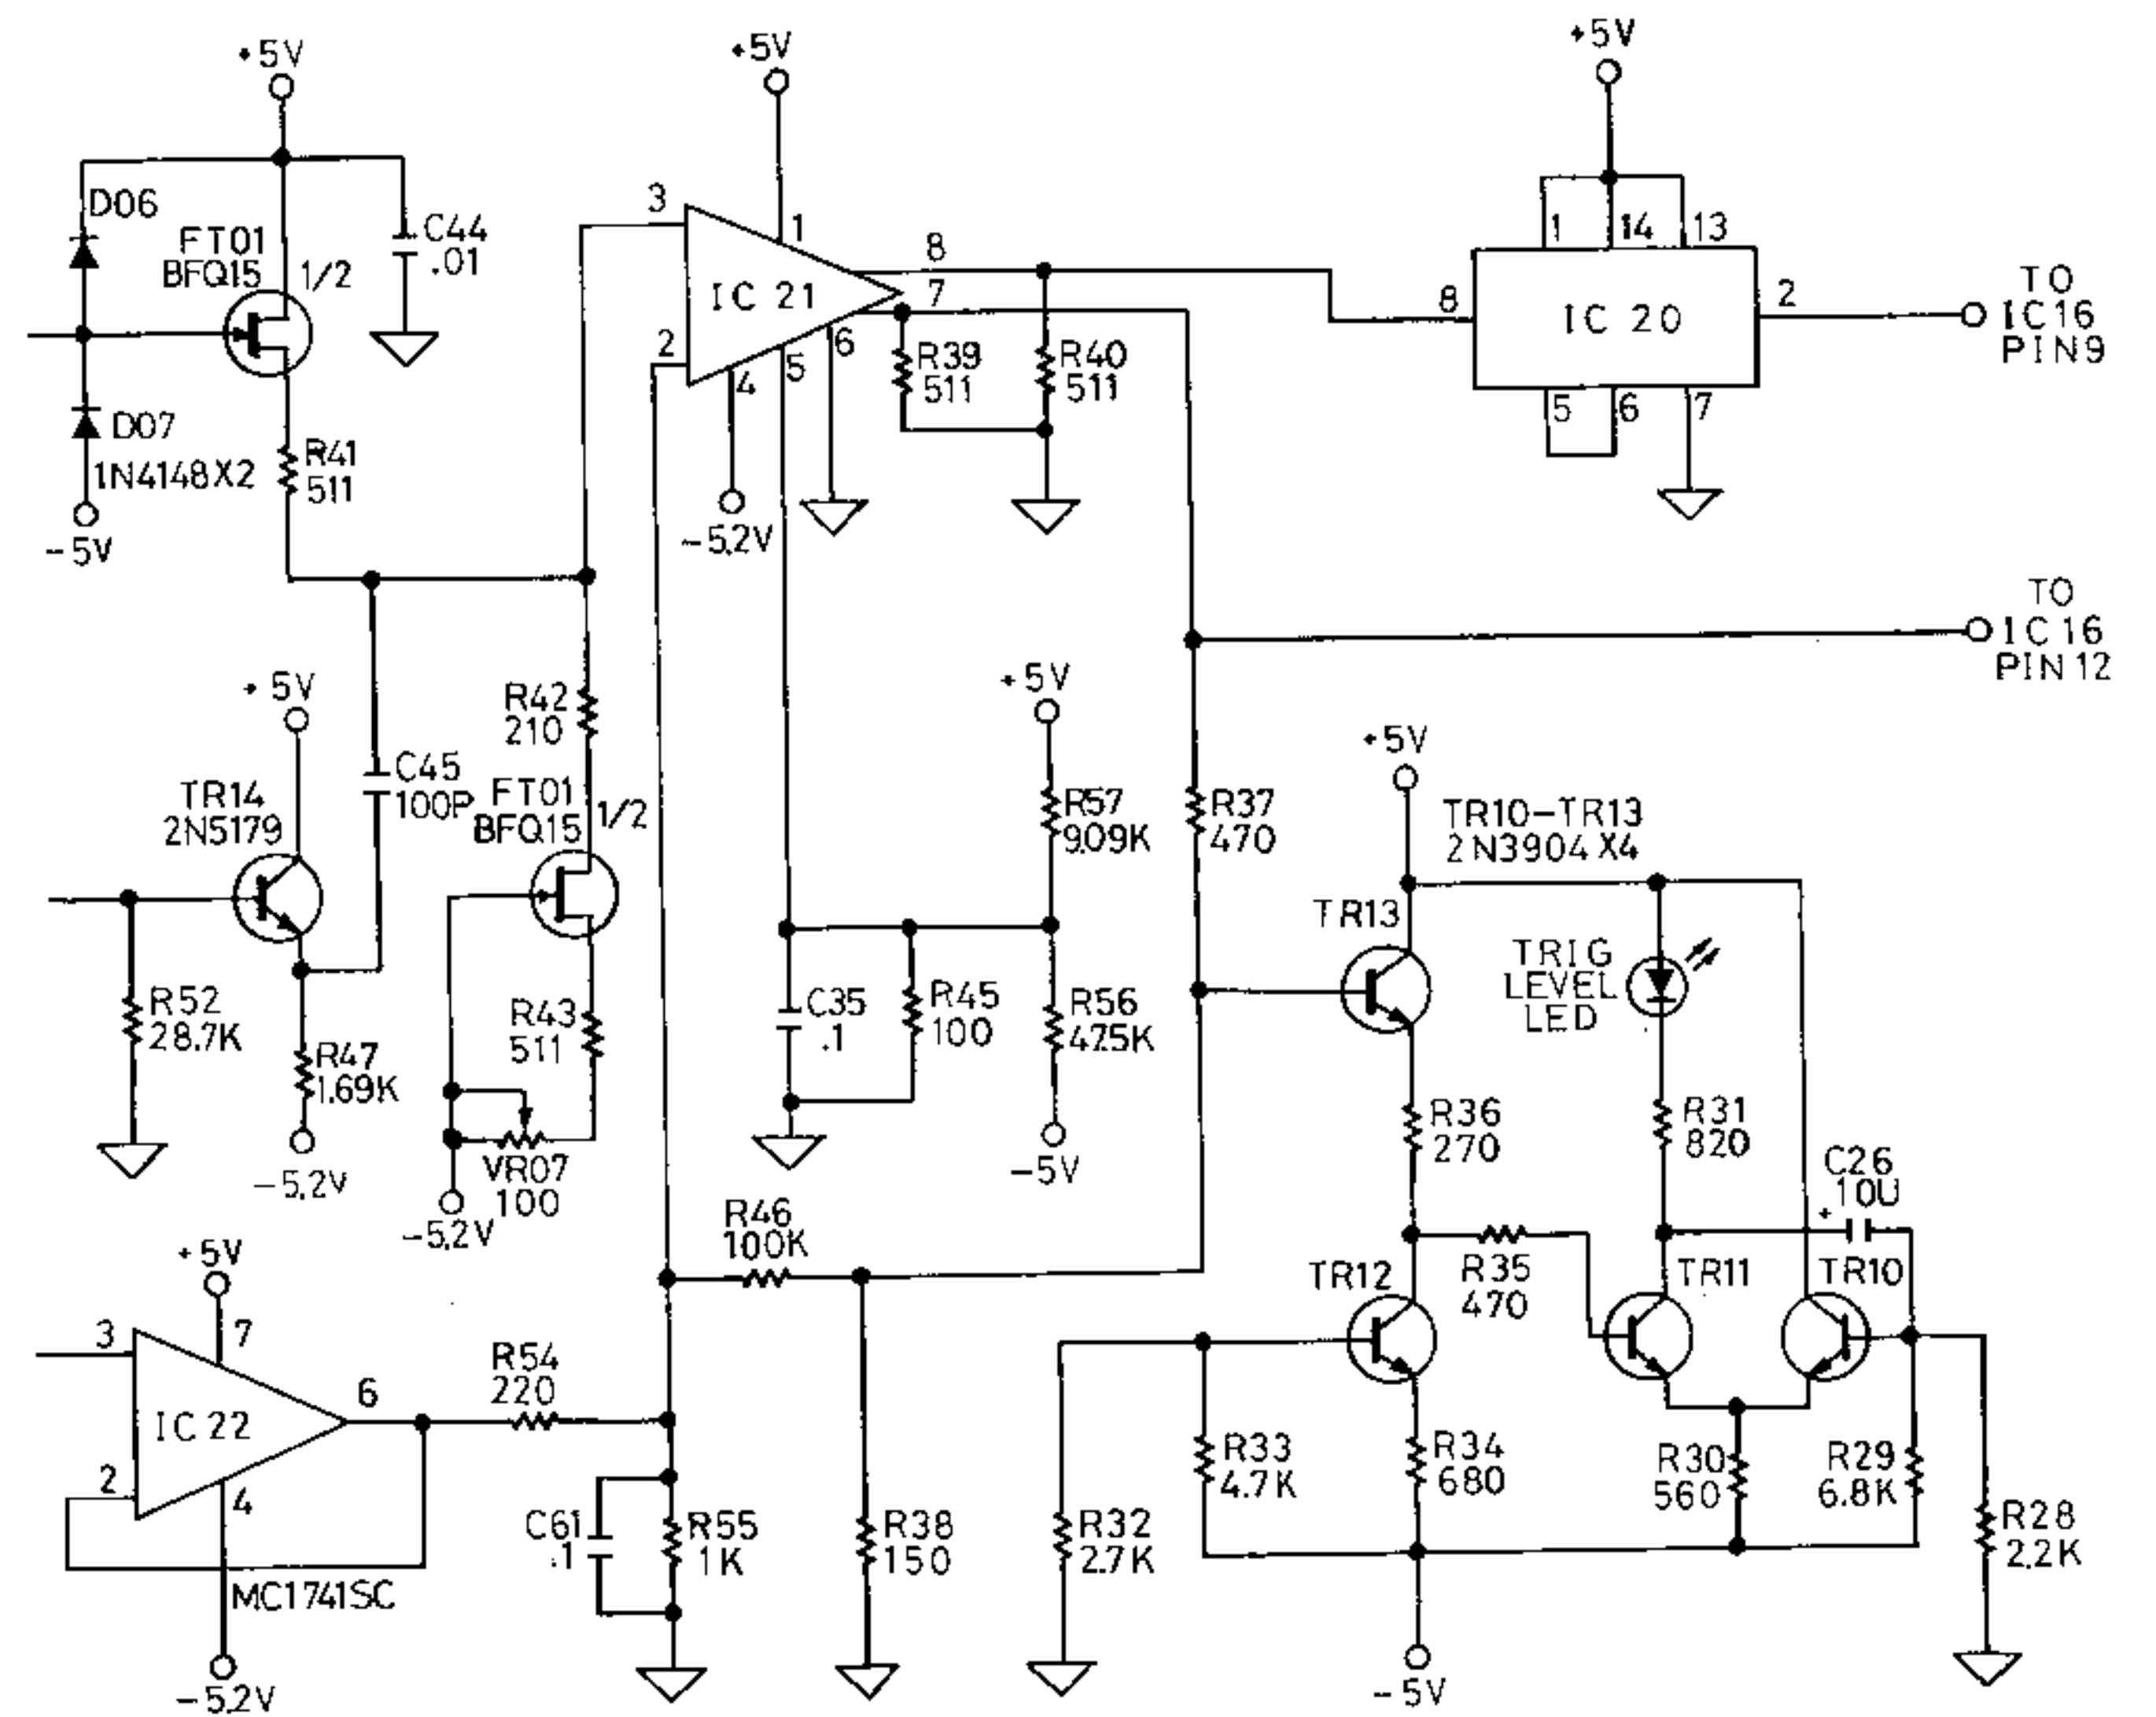 +5V
D06
FT01
BFQ15
1/2
C44
.01
D07
1N4148X2
-5V
R41
511
+5V
3
1
8
7
IC 21
2
4
5
6
-5.2V
R39
511
R40
511
+5V
1
14
13
8
IC 20
2
5
6
7
TO
IC16
PIN9
TO
IC16
PIN12
+5V
TR14
2N5179
C45
100P
R42
210
FT01
BFQ15
1/2
R52
28.7K
R47
1.69K
-5.2V
R43
511
VR07
100
-5.2V
+5V
R57
9.09K
C35
.1
R45
100
R56
47.5K
-5V
R37
470
+5V
TR10-TR13
2N3904 X4
TR13
TRIG
LEVEL
LED
R36
270
R31
820
C26
+ 10U
R46
100K
TR12
R35
470
TR11
TR10
+5V
3
7
IC 22
6
2
4
MC1741SC
-5.2V
R54
220
C61
.1
R55
1K
R38
150
R32
2.7K
R33
4.7K
R34
680
R30
560
R29
6.8K
R28
2.2K
-5V